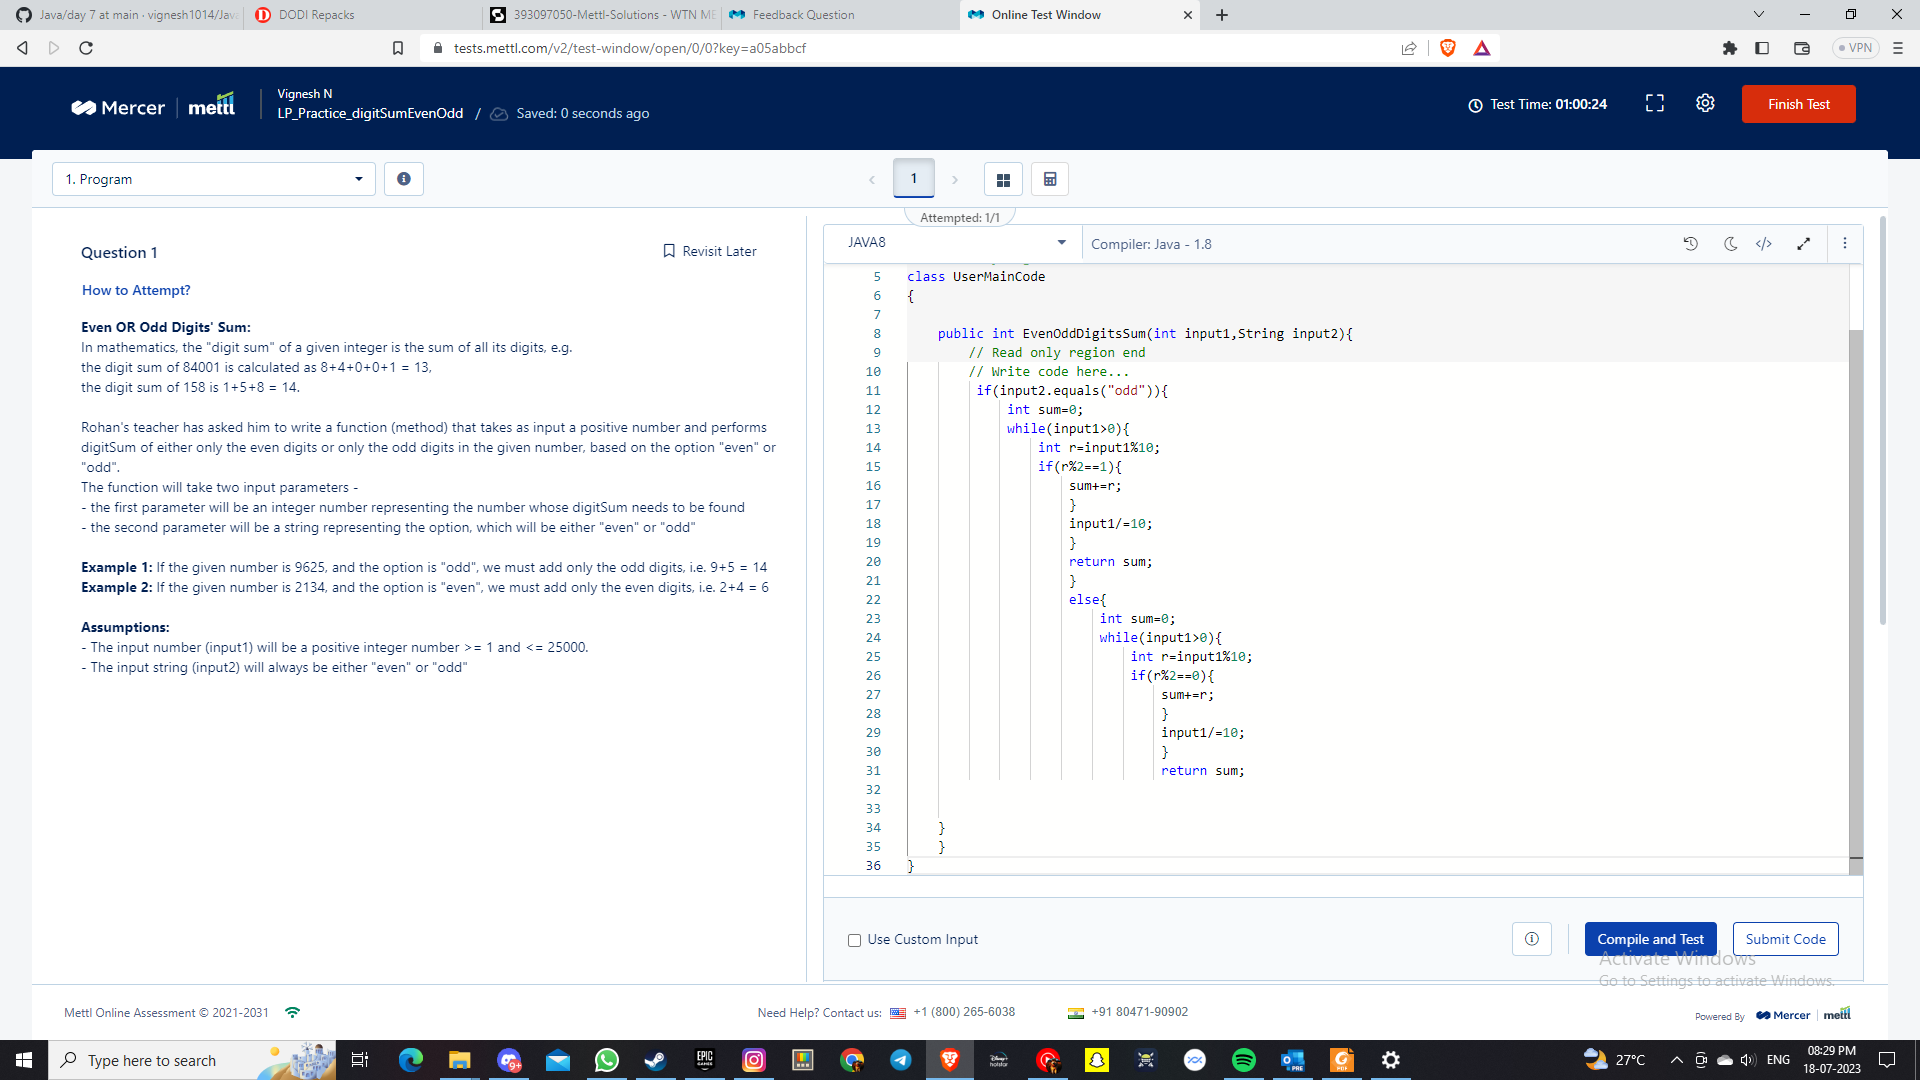 Java/day 7 at main · vignesh1014/Java
DODI Repacks
393097050-Mettl-Solutions - WTN ME
Feedback Question
Online Test Window
tests.mettl.com/v2/test-window/open/0/0?key=a05abbcf
VPN
Mercer | mettl
Vignesh N
LP_Practice_digitSumEvenOdd / Saved: 0 seconds ago
Test Time: 01:00:24
Finish Test
1. Program
1
Attempted: 1/1
Question 1
Revisit Later
How to Attempt?
Even OR Odd Digits' Sum:
In mathematics, the "digit sum" of a given integer is the sum of all its digits, e.g.
the digit sum of 84001 is calculated as 8+4+0+0+1 = 13,
the digit sum of 158 is 1+5+8 = 14.
Rohan's teacher has asked him to write a function (method) that takes as input a positive number and performs
digitSum of either only the even digits or only the odd digits in the given number, based on the option "even" or
"odd".
The function will take two input parameters -
- the first parameter will be an integer number representing the number whose digitSum needs to be found
- the second parameter will be a string representing the option, which will be either "even" or "odd"
Example 1: If the given number is 9625, and the option is "odd", we must add only the odd digits, i.e. 9+5 = 14
Example 2: If the given number is 2134, and the option is "even", we must add only the even digits, i.e. 2+4 = 6
Assumptions:
- The input number (input1) will be a positive integer number >= 1 and <= 25000.
- The input string (input2) will always be either "even" or "odd"
JAVA8
Compiler: Java - 1.8
5 class UserMainCode
6 {
7
8 public int EvenOddDigitsSum(int input1,String input2){
9 // Read only region end
10 // Write code here...
11 if(input2.equals("odd")){
12 int sum=0;
13 while(input1>0){
14 int r=input1%10;
15 if(r%2==1){
16 sum+=r;
17 }
18 input1/=10;
19 }
20 return sum;
21 }
22 else{
23 int sum=0;
24 while(input1>0){
25 int r=input1%10;
26 if(r%2==0){
27 sum+=r;
28 }
29 input1/=10;
30 }
31 return sum;
32
33
34 }
35 }
36 }
Use Custom Input
Compile and Test
Submit Code
Activate Windows
Go to Settings to activate Windows.
Mettl Online Assessment © 2021-2031
Need Help? Contact us: +1 (800) 265-6038
+91 80471-90902
Powered By Mercer | mettl
Type here to search
9+
EPIC
GAMES
27°C
ENG
08:29 PM
18-07-2023